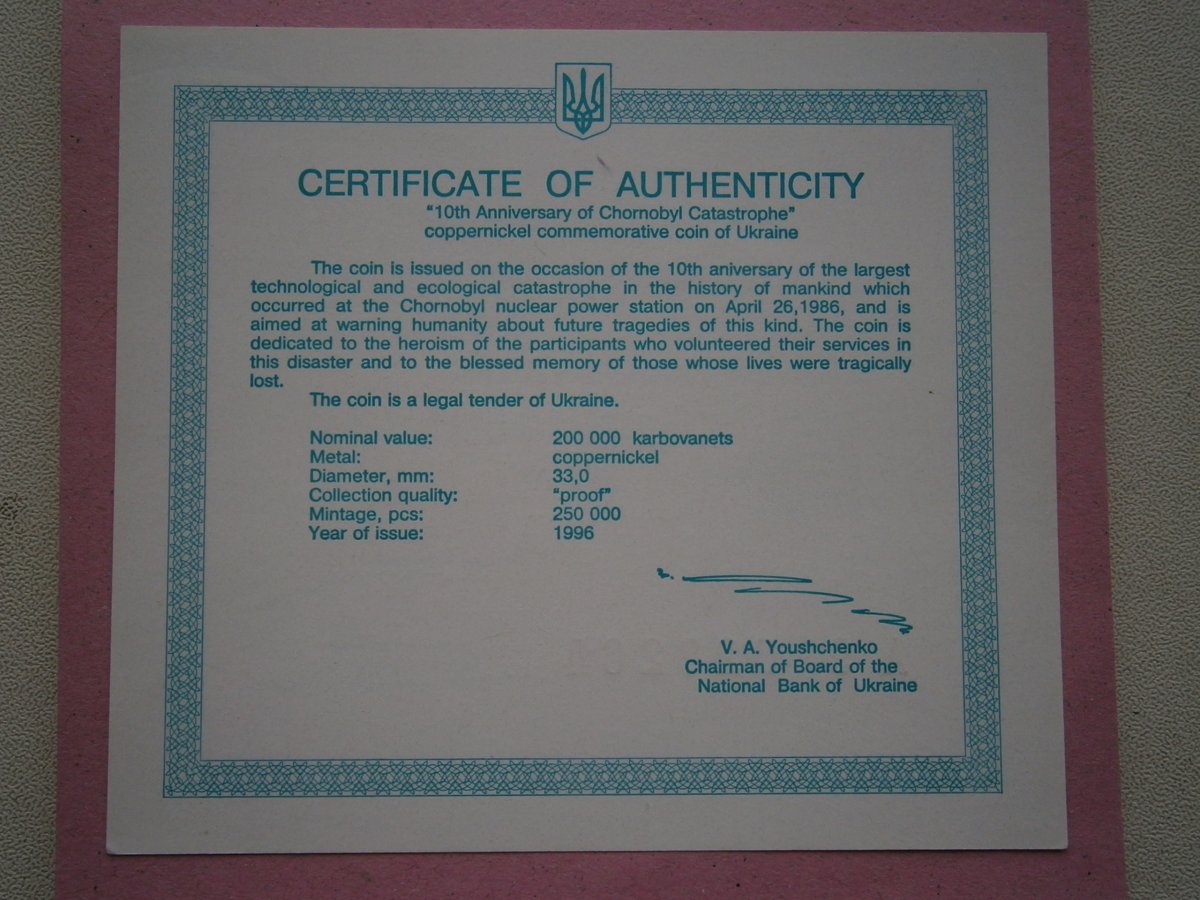 CERTIFICATE OF AUTHENTICITY
"10th Anniversary of Chornobyl Catastrophe"
coppernickel commemorative coin of Ukraine
The coin is issued on the occasion of the 10th aniversary of the largest
technological and ecological catastrophe in the history of mankind which
occurred at the Chornobyl nuclear power station on April 26,1986, and is
aimed at warning humanity about future tragedies of this kind. The coin is
dedicated to the heroism of the participants who volunteered their services in
this disaster and to the blessed memory of those whose lives were tragically
lost.
The coin is a legal tender of Ukraine.
Nominal value: 200 000 karbovanets
Metal: coppernickel
Diameter, mm: 33,0
Collection quality: "proof"
Mintage, pcs: 250 000
Year of issue: 1996
V. A. Youshchenko
Chairman of Board of the
National Bank of Ukraine